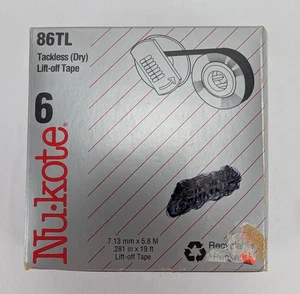 86TL
Tackless (Dry)
Lift-off Tape
6
Nu-kote
7.13 mm x 5.8 M
.281 in x 19 ft
Lift-off Tape